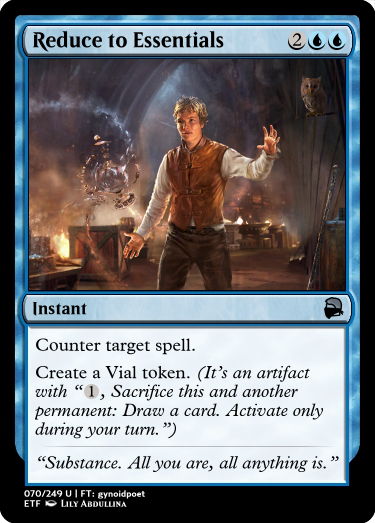 Reduce to Essentials 2
Instant
Counter target spell.
Create a Vial token. (It's an artifact
with “1, Sacrifice this and another
permanent: Draw a card. Activate only
during your turn.”)
“Substance. All you are, all anything is.”
070/249 U | FT: gynoidpoet
ETF Lily Abdullina